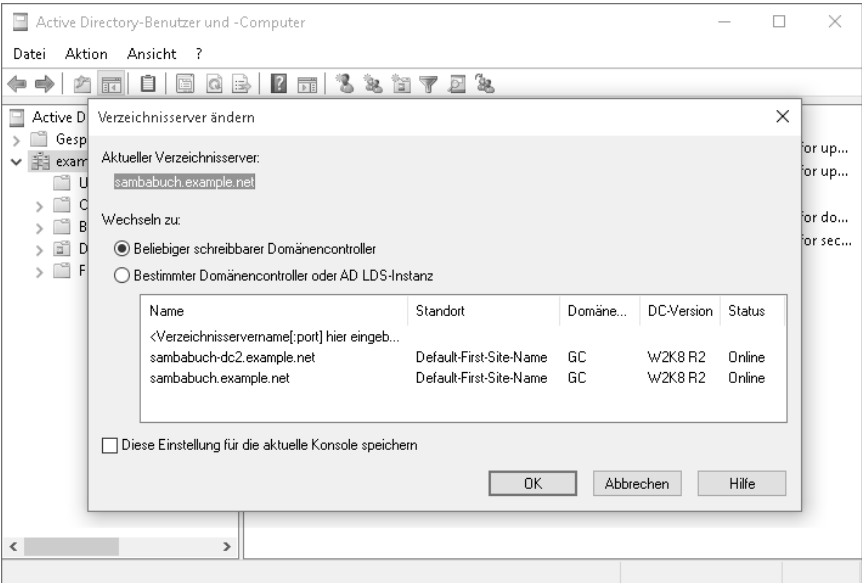 Active Directory-Benutzer und -Computer
Datei Aktion Ansicht ?
Active D
Gesp
exam
U
C
B
D
F
for up...
for up...
for do...
for sec...
Verzeichnisserver ändern
Aktueller Verzeichnisserver:
sambabuch.example.net
Wechseln zu:
Beliebiger schreibbarer Domänencontroller
Bestimmter Domänencontroller oder AD LDS-Instanz
Name Standort Domäne... DC-Version Status
<Verzeichnisservername[:port] hier eingeb...
sambabuch-dc2.example.net Default-First-Site-Name GC W2K8 R2 Online
sambabuch.example.net Default-First-Site-Name GC W2K8 R2 Online
Diese Einstellung für die aktuelle Konsole speichern
OK Abbrechen Hilfe